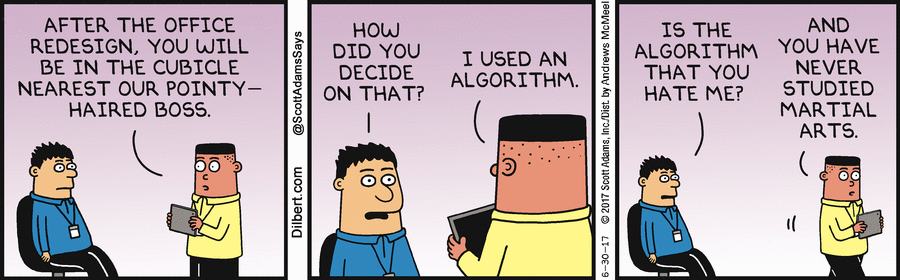 AFTER THE OFFICE
REDESIGN, YOU WILL
BE IN THE CUBICLE
NEAREST OUR POINTY-
HAIRED BOSS.
Dilbert.com @ScottAdamsSays
HOW
DID YOU
DECIDE
ON THAT?
I USED AN
ALGORITHM.
6-30-17 © 2017 Scott Adams, Inc./Dist. by Andrews McMeel
IS THE
ALGORITHM
THAT YOU
HATE ME?
AND
YOU HAVE
NEVER
STUDIED
MARTIAL
ARTS.